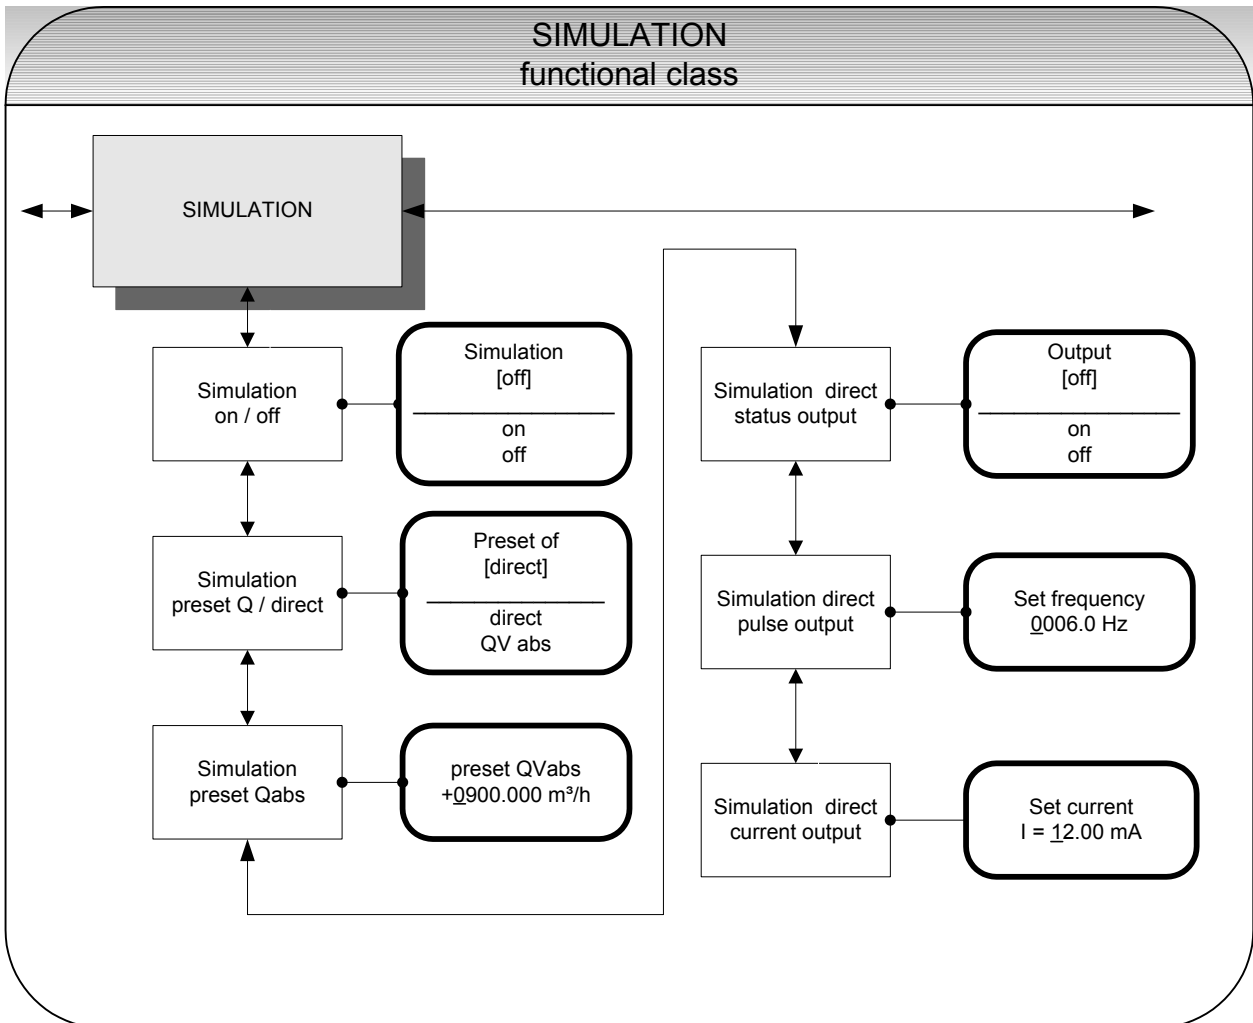 SIMULATION
functional class
SIMULATION
Simulation
on / off
Simulation
[off]
on
off
Simulation
preset Q / direct
Preset of
[direct]
direct
QV abs
Simulation
preset Qabs
preset QVabs
+0900.000 m³/h
Simulation direct
status output
Output
[off]
on
off
Simulation direct
pulse output
Set frequency
0006.0 Hz
Simulation direct
current output
Set current
I = 12.00 mA